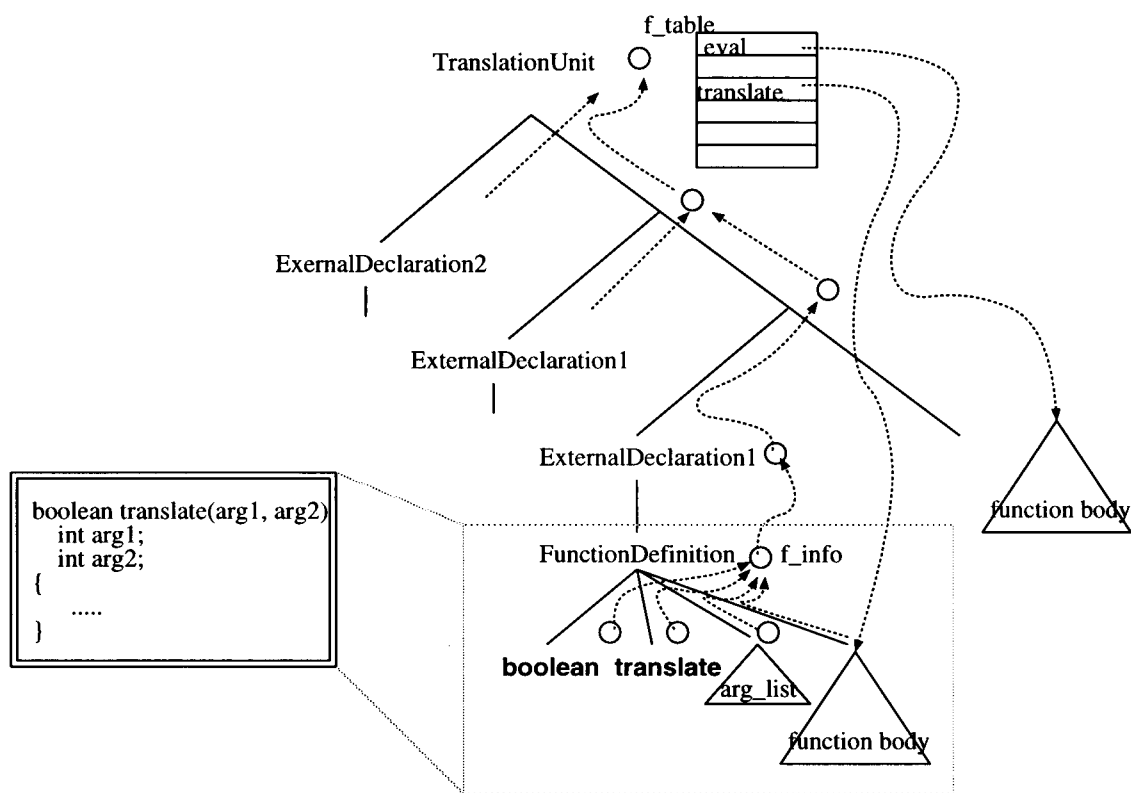 f_table
eval
TranslationUnit
translate
ExernalDeclaration2
ExternalDeclaration1
ExternalDeclaration1
function body
boolean translate(arg1, arg2)
int arg1;
int arg2;
{
.....
}
FunctionDefinition
f_info
boolean translate
arg_list
function body